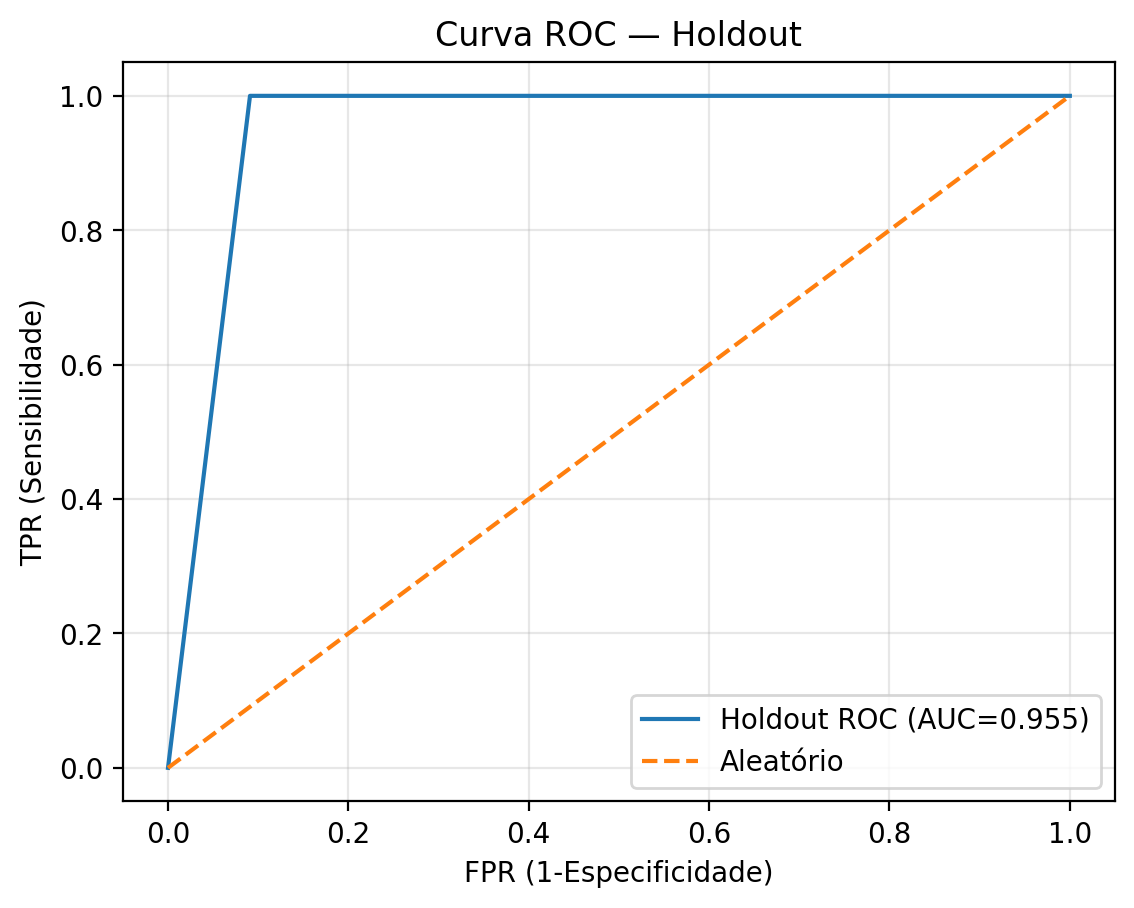 Curva ROC — Holdout
1.0
0.8
0.6
0.4
0.2
0.0
TPR (Sensibilidade)
Holdout ROC (AUC=0.955)
Aleatório
0.0 0.2 0.4 0.6 0.8 1.0
FPR (1-Especificidade)